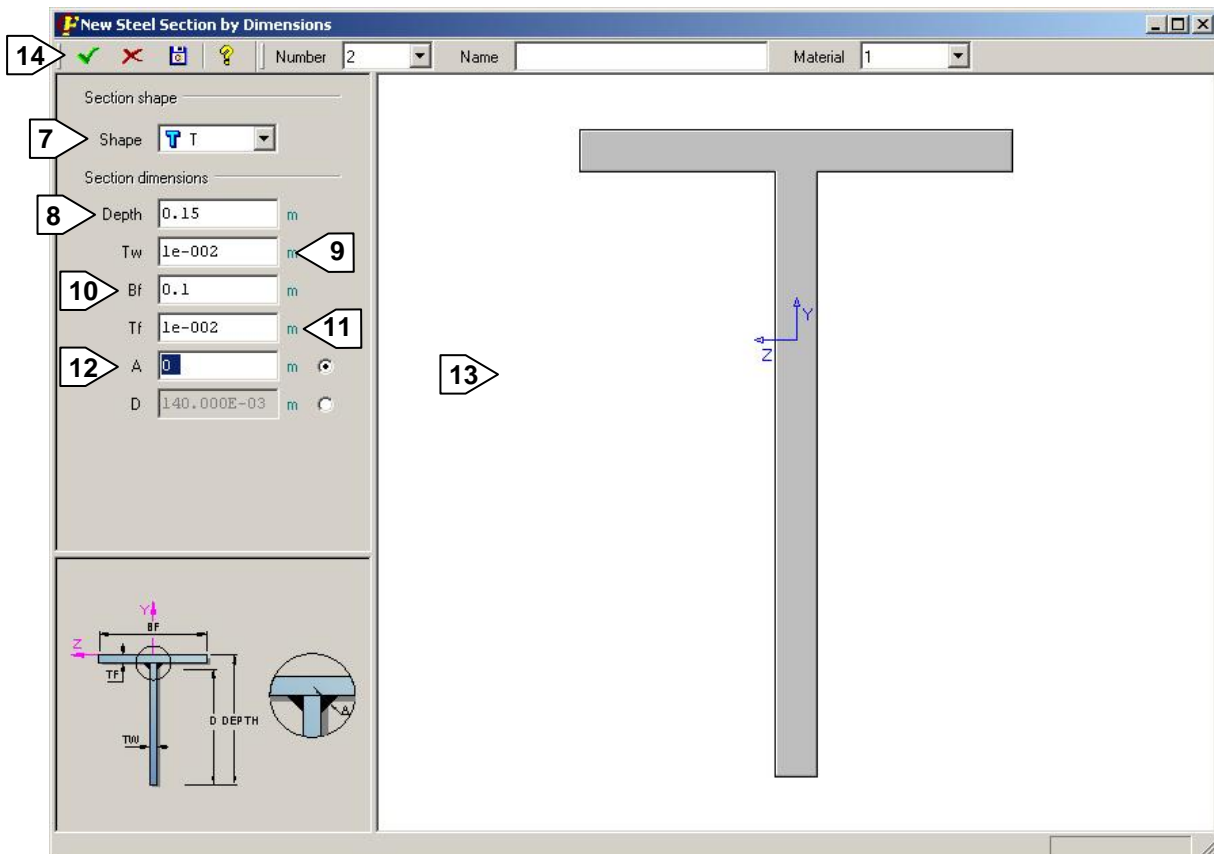 New Steel Section by Dimensions
14 Number 2 Name Material 1
Section shape
7 Shape T
Section dimensions
8 Depth 0.15 m
Tw 1e-002 m 9
10 Bf 0.1 m
Tf 1e-002 m 11
12 A 0 m
D 140.000E-03 m
13
Y
Z
Y
BF
Z
TF
D DEPTH
TW
A